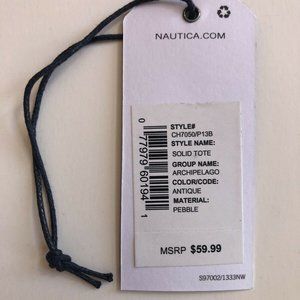 NAUTICA.COM
STYLE#
CH7050/P13B
STYLE NAME:
SOLID TOTE
GROUP NAME:
ARCHIPELAGO
COLOR/CODE:
ANTIQUE
MATERIAL:
PEBBLE
0 77979 60194 1
MSRP $59.99
S97002/1333NW